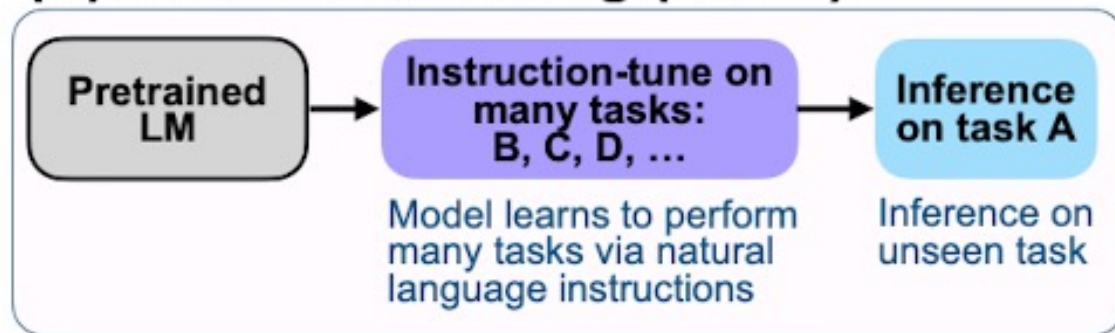 Pretrained
LM
Instruction-tune on
many tasks:
B, C, D, …
Inference
on task A
Model learns to perform
many tasks via natural
language instructions
Inference on
unseen task